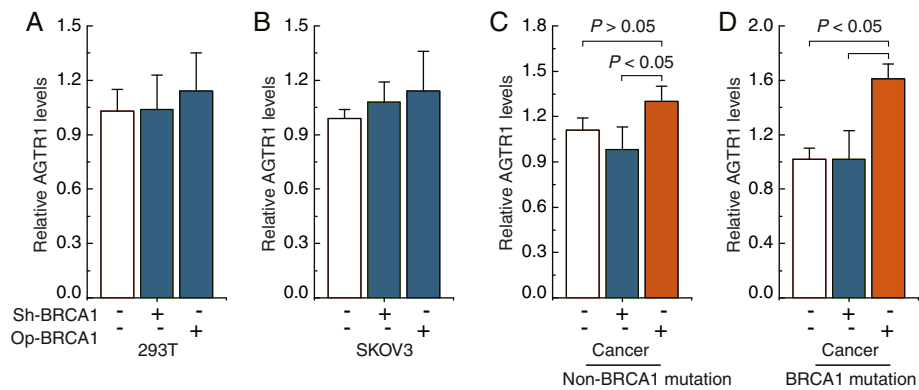 A B C D
Relative AGTR1 levels
1.5
1.2
0.9
0.6
0.3
0.0
Relative AGTR1 levels
1.5
1.2
0.9
0.6
0.3
0.0
Relative AGTR1 levels
1.8
1.5
1.2
0.9
0.6
0.3
0.0
P > 0.05
P < 0.05
Relative AGTR1 levels
2.0
1.6
1.2
0.8
0.4
0.0
P < 0.05
Sh-BRCA1 - + - - + - - + - - + -
Op-BRCA1 - - + - - + - - + - - +
293T SKOV3 Cancer Cancer
Non-BRCA1 mutation BRCA1 mutation